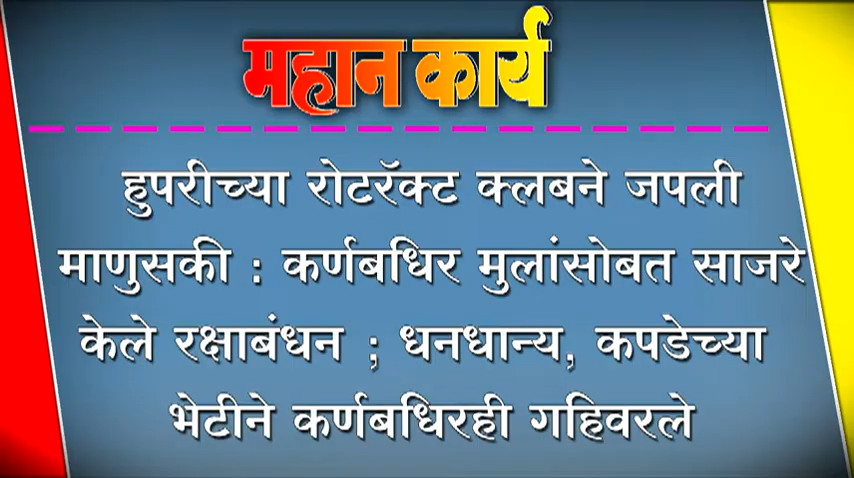 महान कार्य
हुपरीच्या रोटरॅक्ट क्लबने जपली
माणुसकी : कर्णबधिर मुलांसोबत साजरे
केले रक्षाबंधन ; धनधान्य, कपडेच्या
भेटीने कर्णबधिरही गहिवरले